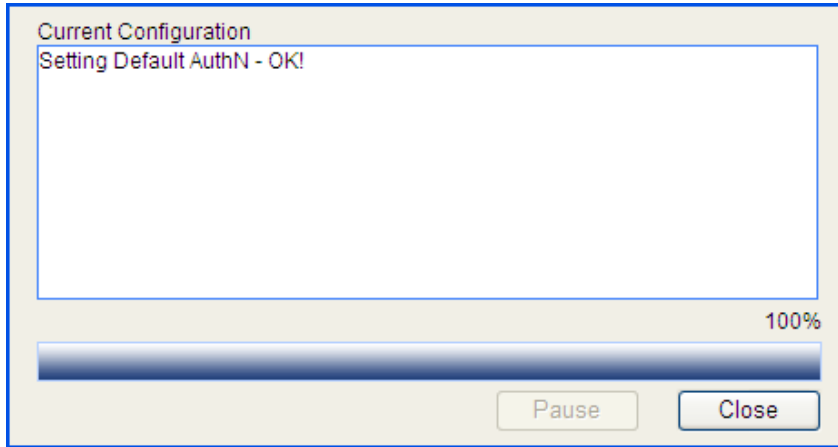 Current Configuration
Setting Default AuthN - OK!
100%
Pause
Close